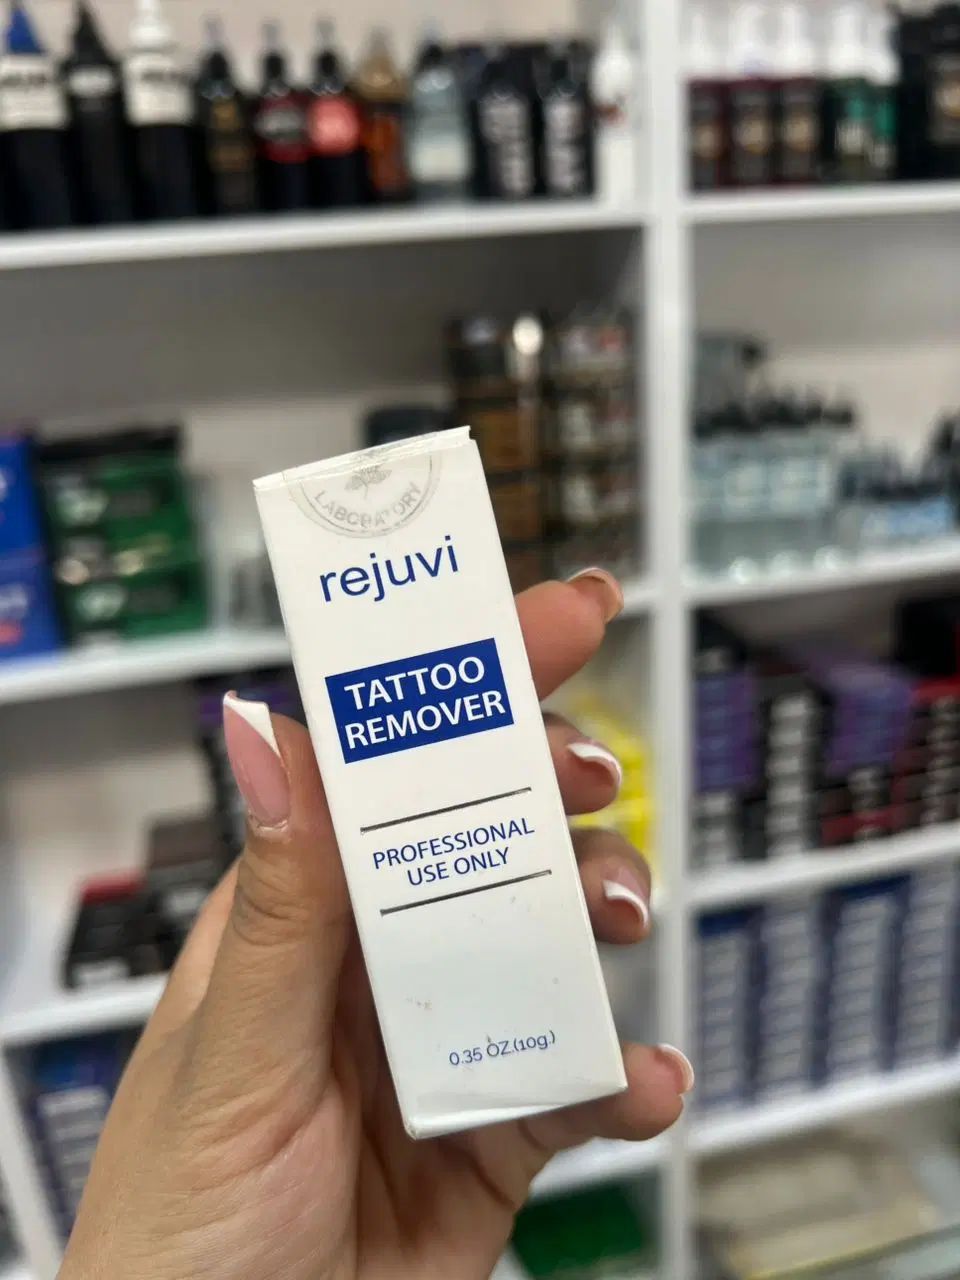 LABORATORY
rejuvi
TATTOO
REMOVER
PROFESSIONAL
USE ONLY
0.35 OZ.(10g.)